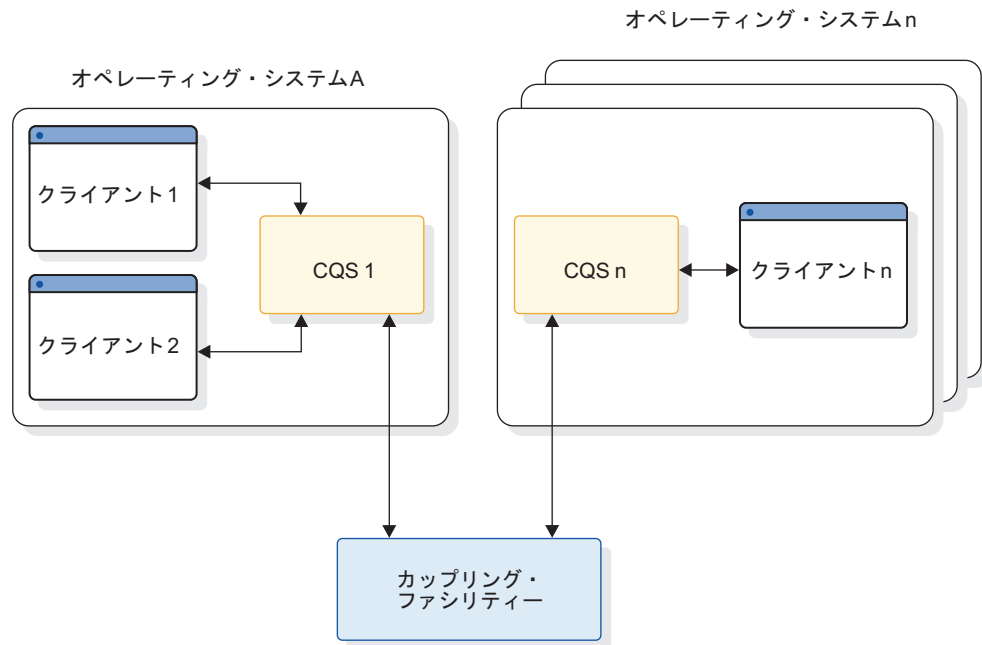 オペレーティング・システムn
オペレーティング・システムA
クライアント1
CQS 1
クライアント2
CQS n
クライアントn
カップリング・
ファシリティー